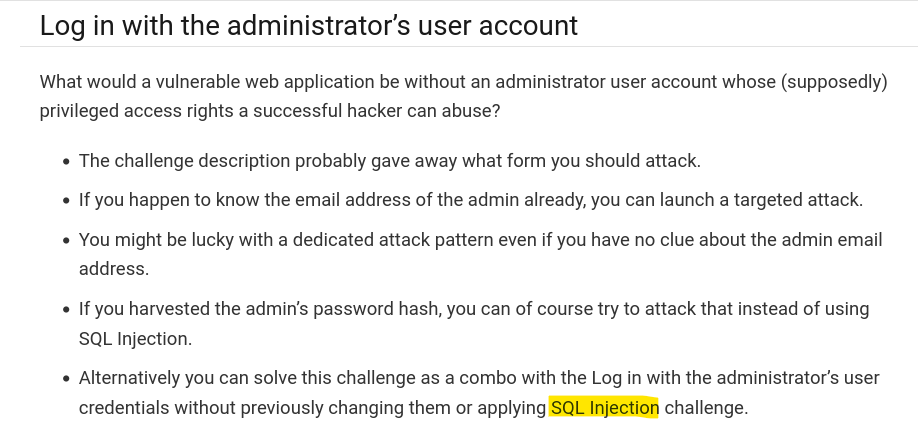 Log in with the administrator’s user account
What would a vulnerable web application be without an administrator user account whose (supposedly)
privileged access rights a successful hacker can abuse?
• The challenge description probably gave away what form you should attack.
• If you happen to know the email address of the admin already, you can launch a targeted attack.
• You might be lucky with a dedicated attack pattern even if you have no clue about the admin email
address.
• If you harvested the admin’s password hash, you can of course try to attack that instead of using
SQL Injection.
• Alternatively you can solve this challenge as a combo with the Log in with the administrator’s user
credentials without previously changing them or applying SQL Injection challenge.